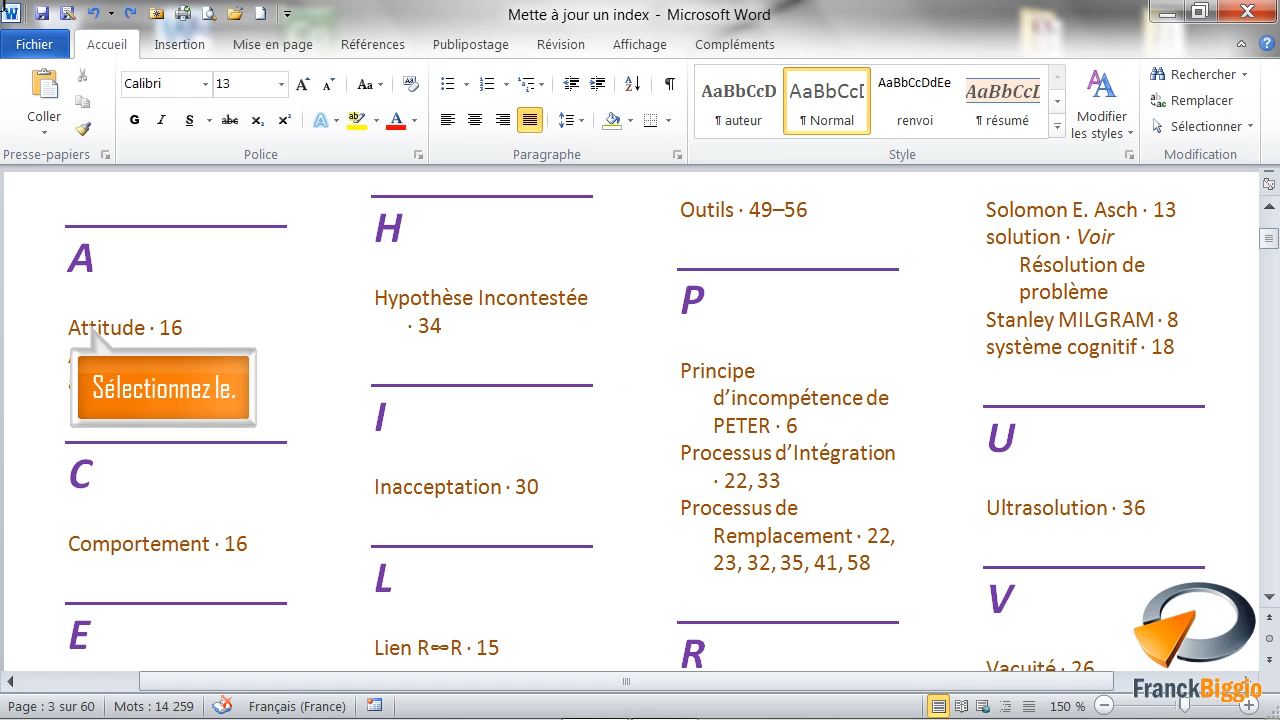 Mette à jour un index - Microsoft Word
Fichier
Accueil
Insertion
Mise en page
Références
Publipostage
Révision
Affichage
Compléments
Coller
Presse-papiers
Calibri
13
Aa
G I S abc x₂ x²
A
ab
A
Police
Paragraphe
AaBbCcD
¶ auteur
AaBbCcI
¶ Normal
AaBbCcDdEe
renvoi
AaBbCcL
¶ résumé
Style
Modifier
les styles
Rechercher
Remplacer
Sélectionner
Modification
A
Attitude · 16
Sélectionnez le.
C
Comportement · 16
E
H
Hypothèse Incontestée
· 34
I
Inacceptation · 30
L
Lien R∞R · 15
Outils · 49–56
P
Principe
d’incompétence de
PETER · 6
Processus d’Intégration
· 22, 33
Processus de
Remplacement · 22,
23, 32, 35, 41, 58
R
Solomon E. Asch · 13
solution · Voir
Résolution de
problème
Stanley MILGRAM · 8
système cognitif · 18
U
Ultrasolution · 36
V
Vacuité · 26
FranckBiggio
Page : 3 sur 60
Mots : 14 259
Français (France)
150 %